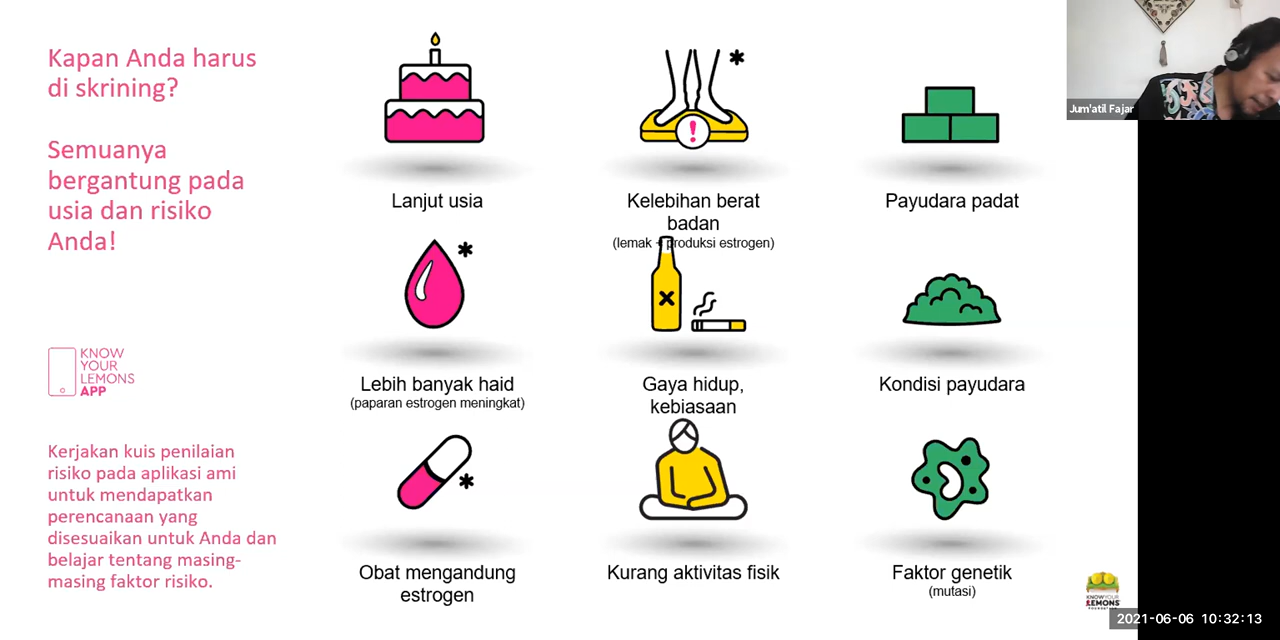 Kapan Anda harus
di skrining?
Semuanya
bergantung pada
usia dan risiko
Anda!
KNOW
YOUR
LEMONS
APP
Kerjakan kuis penilaian
risiko pada aplikasi ami
untuk mendapatkan
perencanaan yang
disesuaikan untuk Anda dan
belajar tentang masing-
masing faktor risiko.
Lanjut usia
Kelebihan berat
badan
(lemak + produksi estrogen)
Payudara padat
Lebih banyak haid
(paparan estrogen meningkat)
Gaya hidup,
kebiasaan
Kondisi payudara
Obat mengandung
estrogen
Kurang aktivitas fisik
Faktor genetik
(mutasi)
Jum'atil Fajar
KNOW YOUR
LEMONS
FOUNDATION
2021-06-06 10:32:13